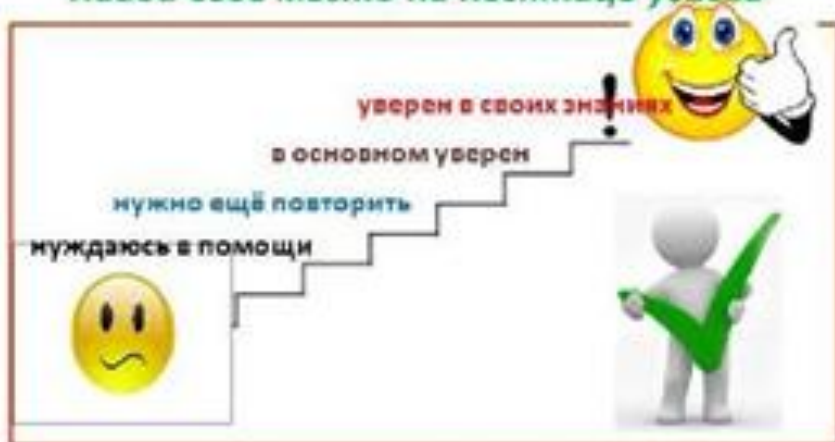 уверен в своих знаниях !
в основном уверен
нужно ещё повторить
нуждаюсь в помощи